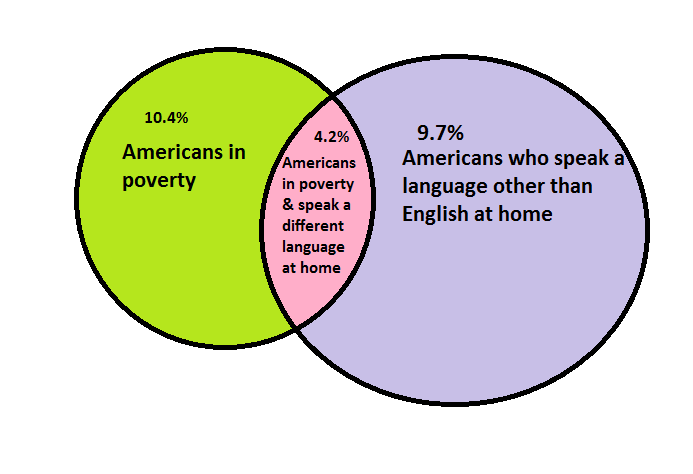 10.4%
Americans in
poverty
4.2%
Americans
in poverty
& speak a
different
language
at home
9.7%
Americans who speak a
language other than
English at home